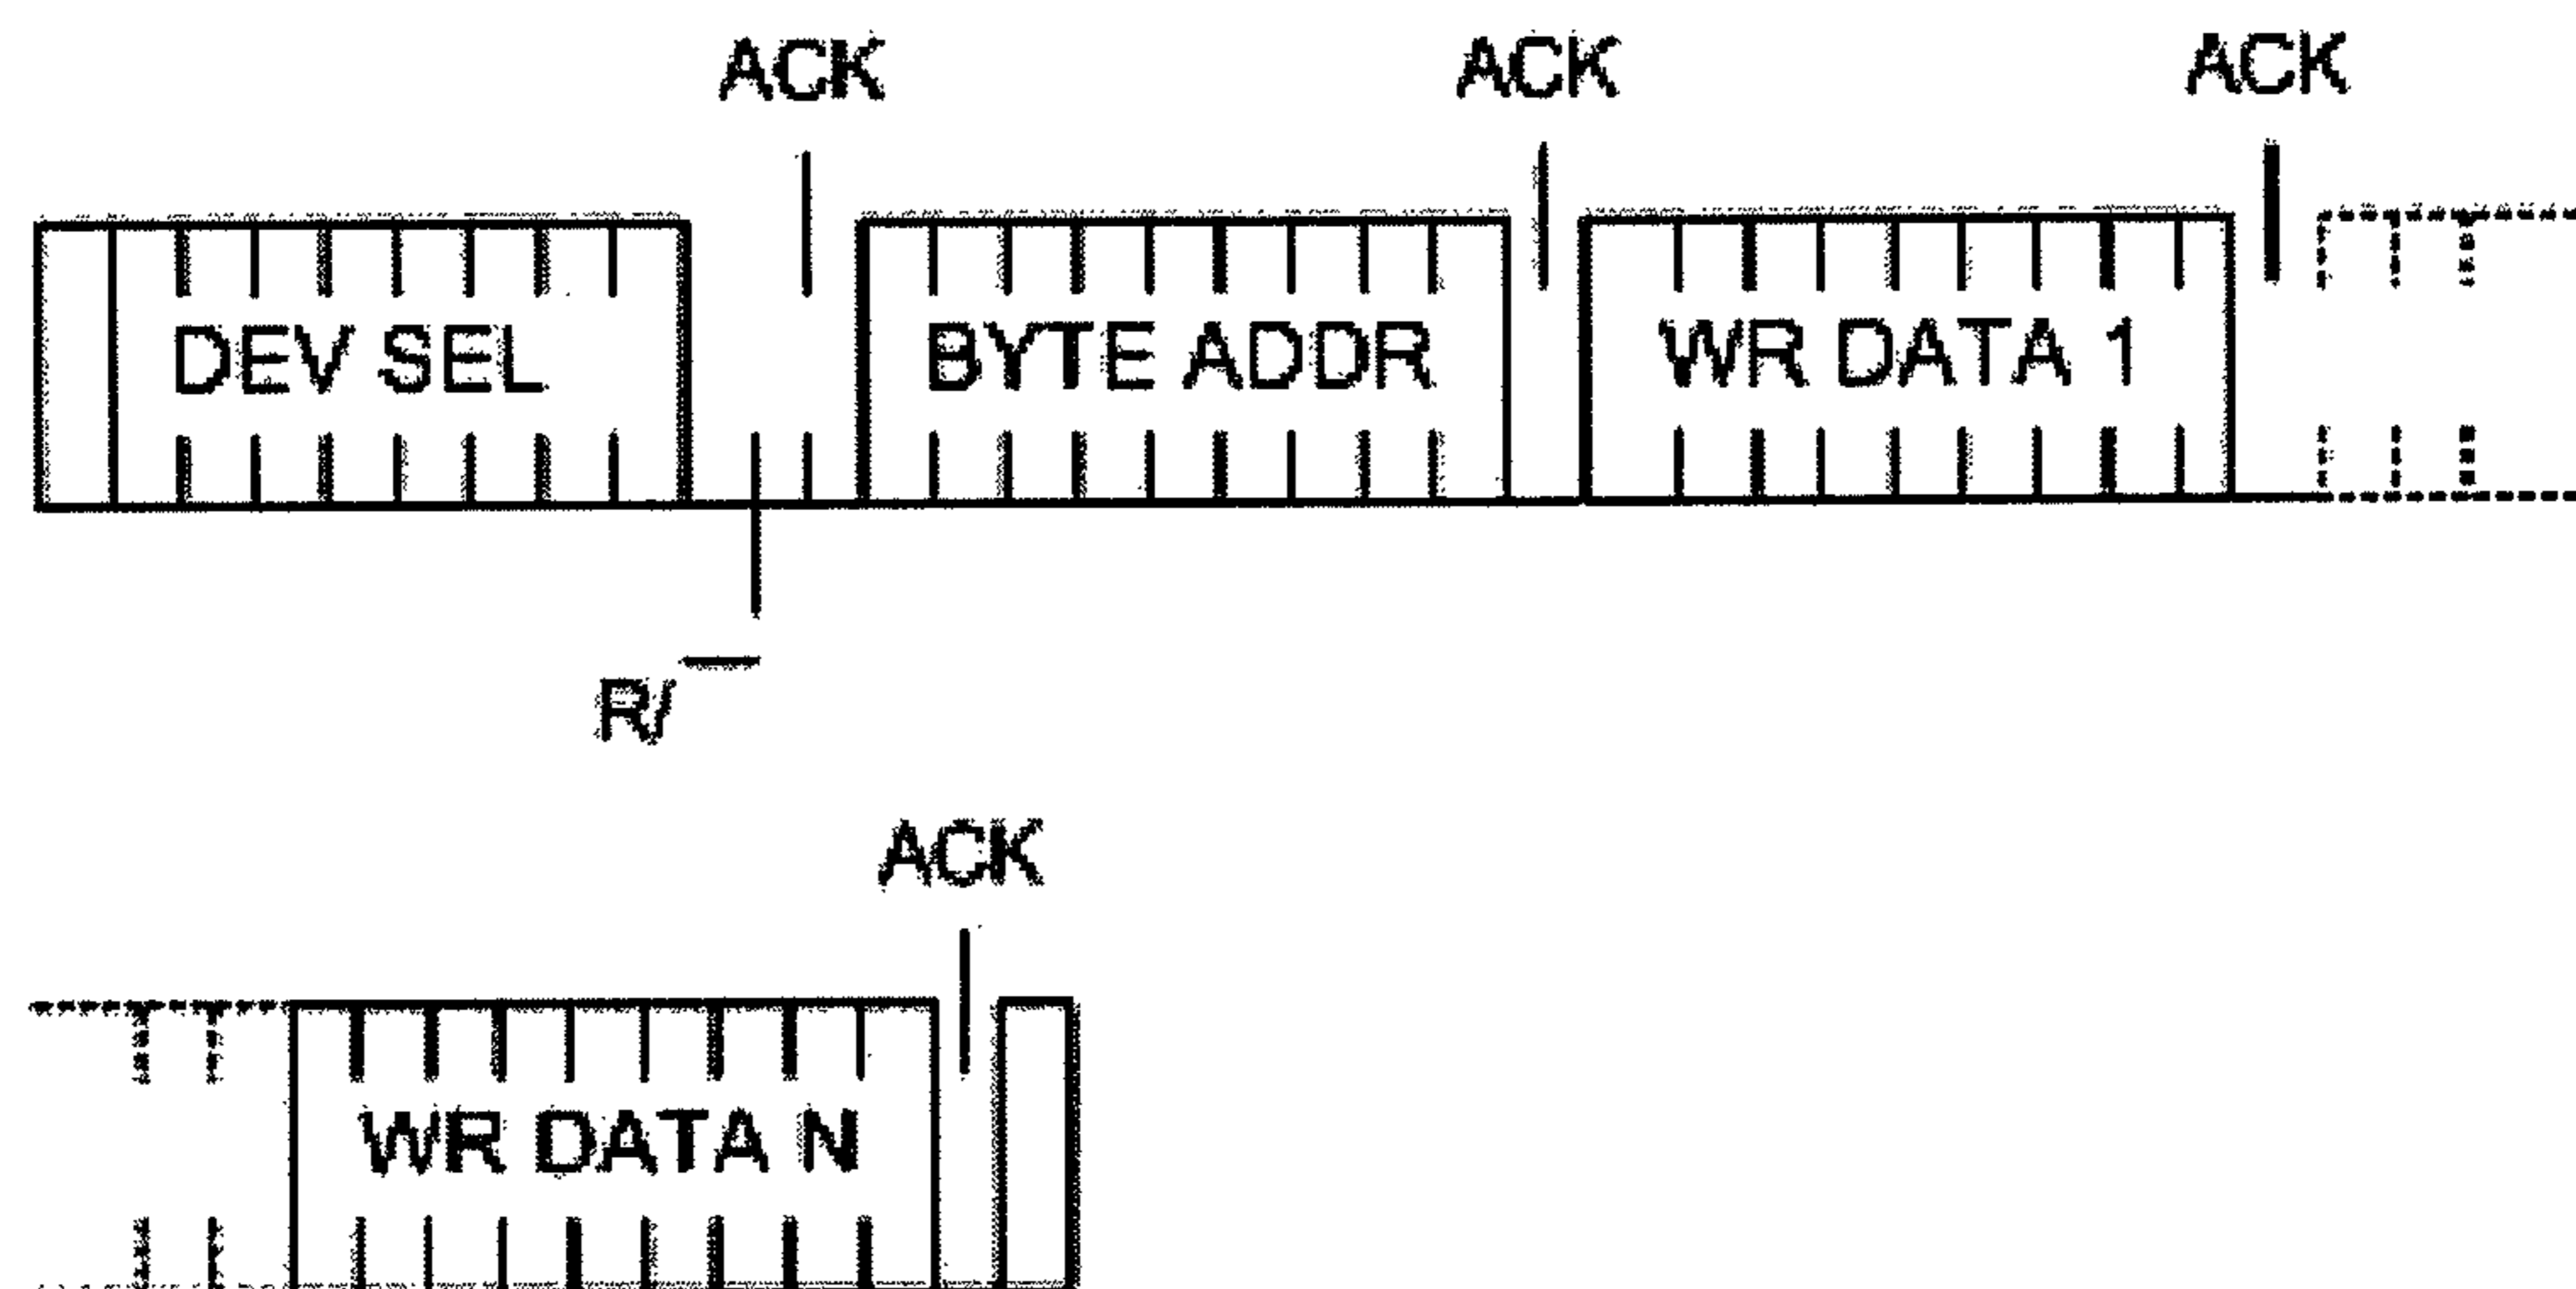 ACK ACK ACK
DEV SEL BYTE ADDR WR DATA 1
R/
ACK
WR DATA N